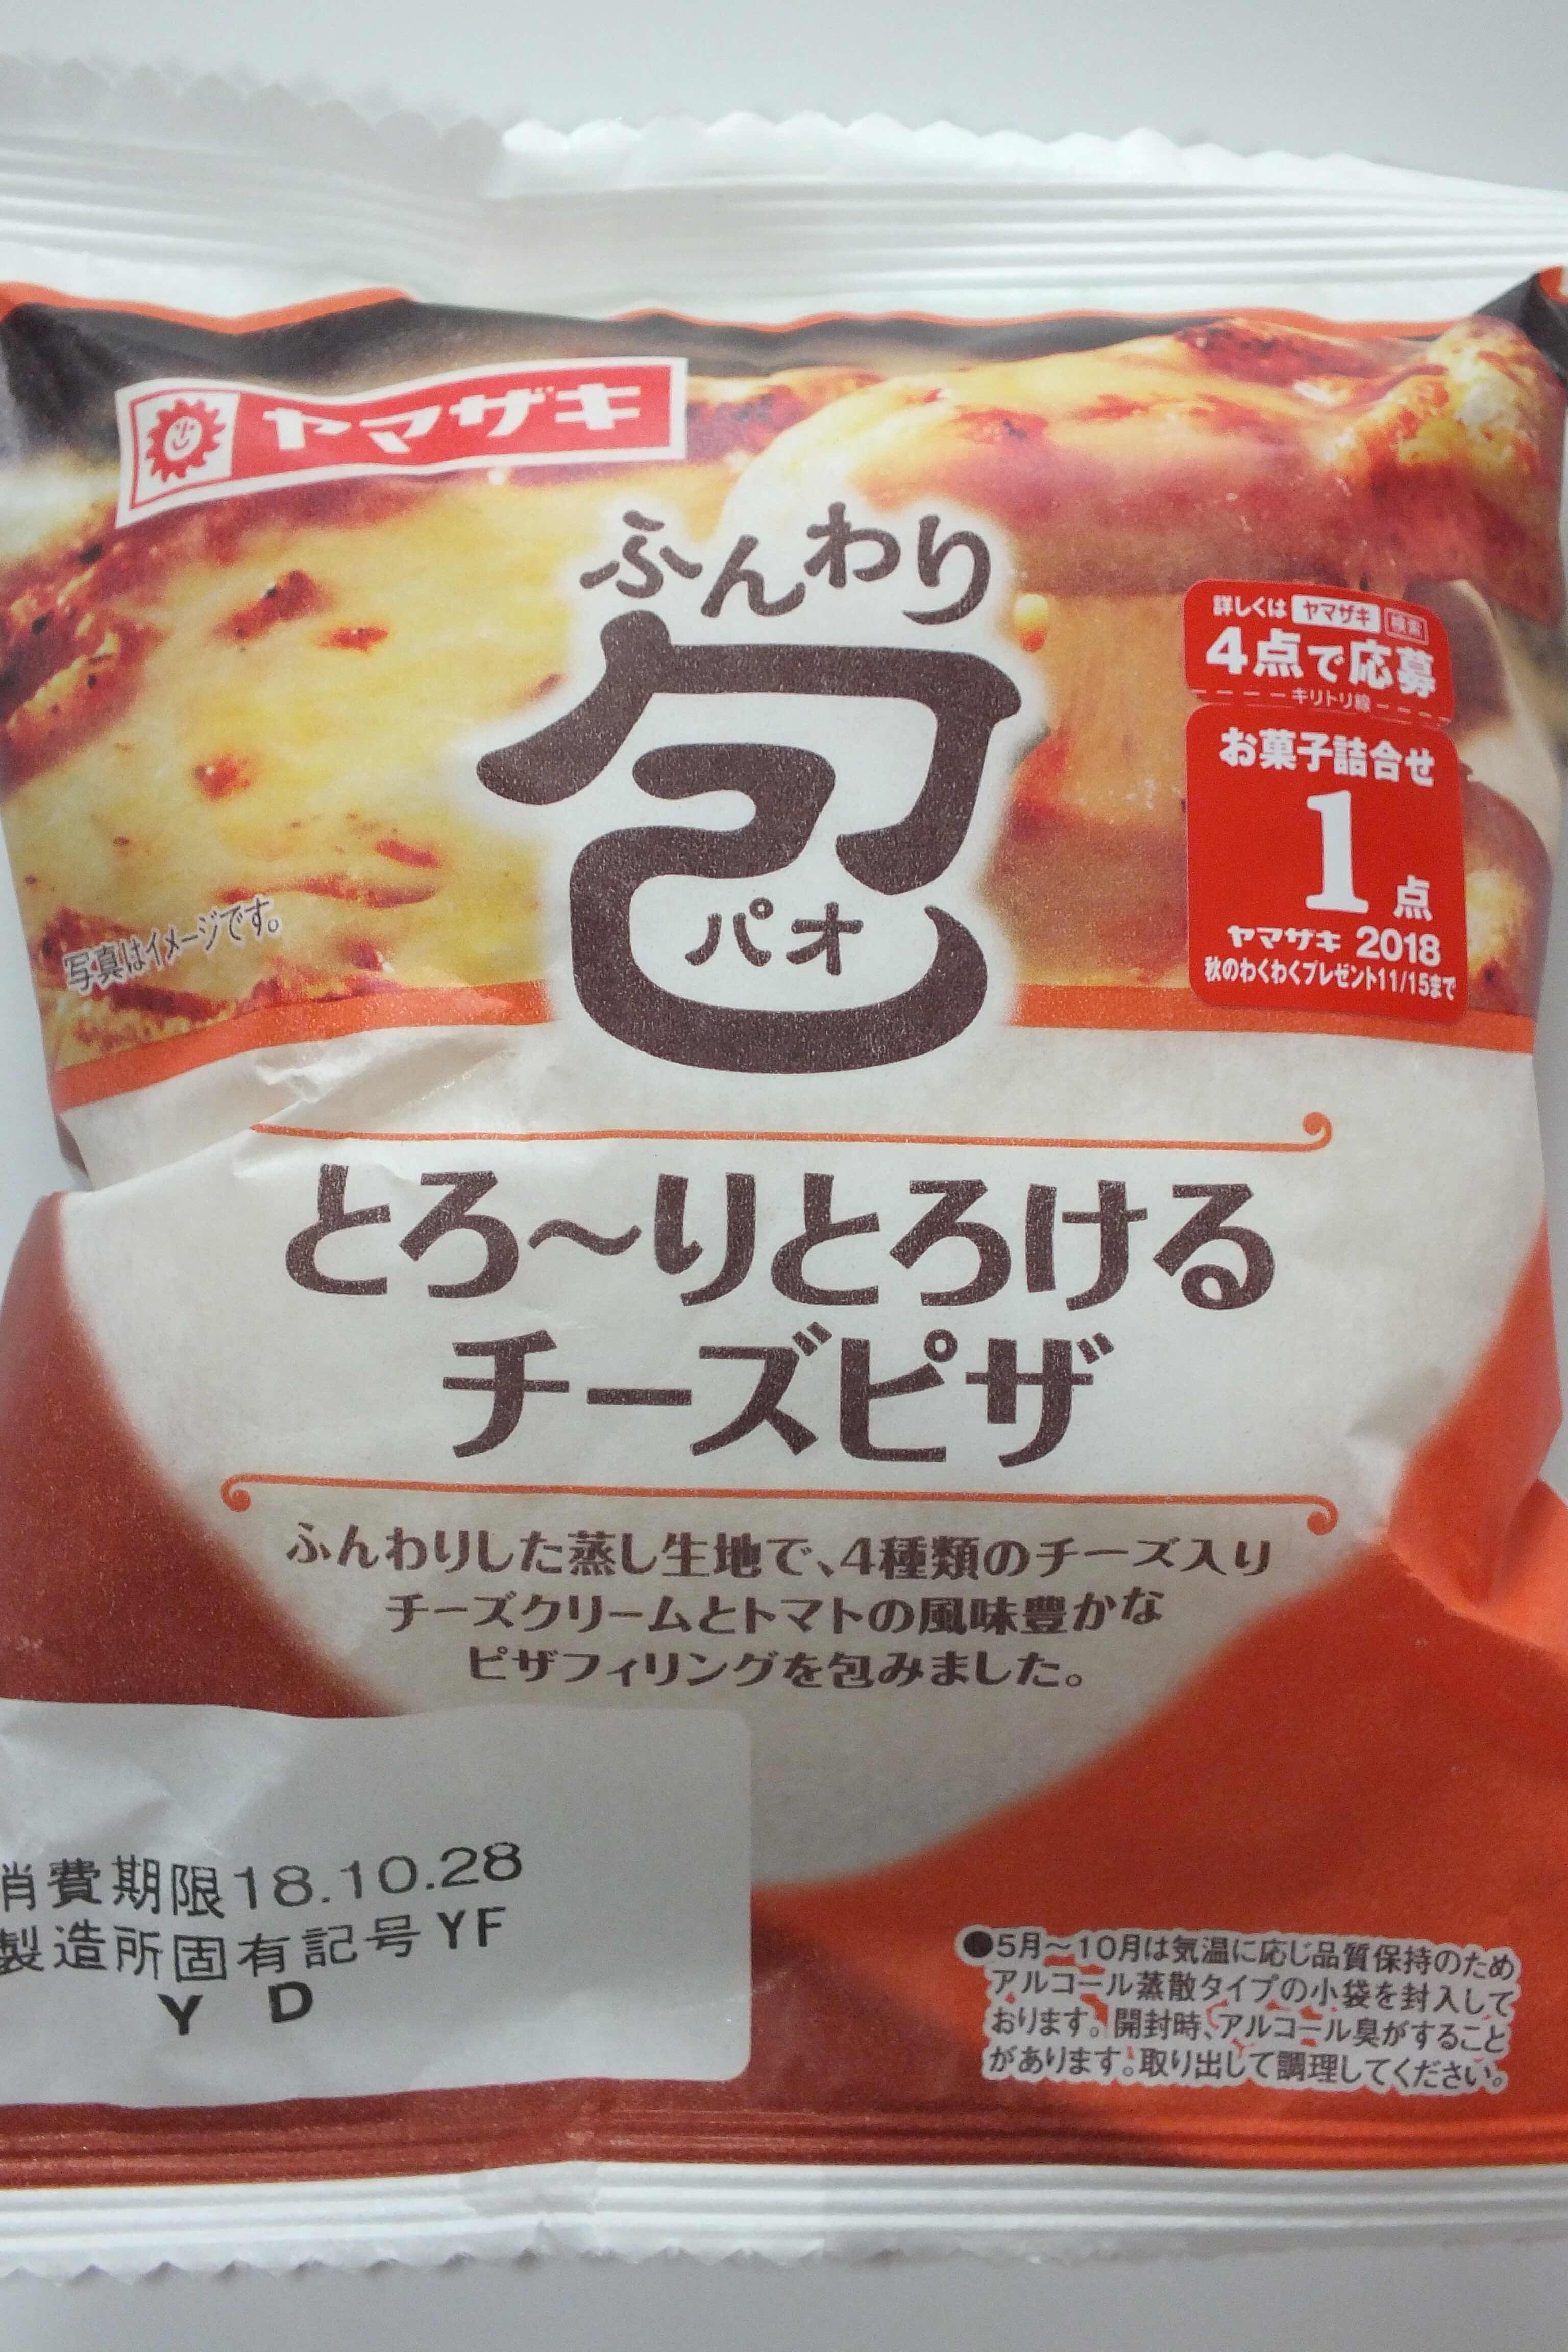 ヤマザキ
ふんわり
包
パオ
詳しくは ヤマザキ 検索
4点で応募
キリトリ線
お菓子詰合せ
1点
ヤマザキ 2018
秋のわくわくプレゼント11/15まで
写真はイメージです。
とろ〜りとろける
チーズピザ
ふんわりした蒸し生地で、4種類のチーズ入り
チーズクリームとトマトの風味豊かな
ピザフィリングを包みました。
消費期限18.10.28
製造所固有記号YF
Y D
●5月〜10月は気温に応じ品質保持のため
アルコール蒸散タイプの小袋を封入して
おります。開封時、アルコール臭がすること
があります。取り出して調理してください。